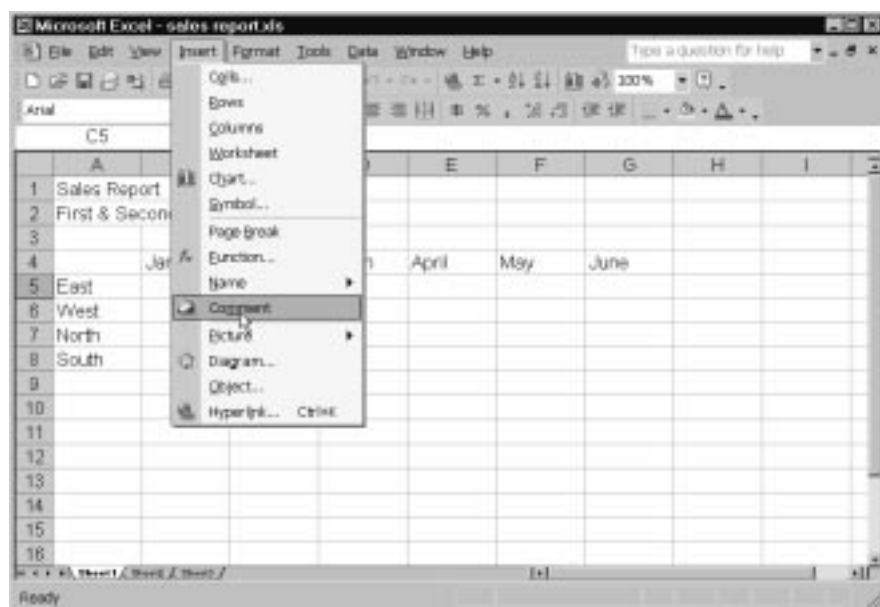 Microsoft Excel - sales report.xls
File Edit View Insert Format Tools Data Window Help Type a question for help
100%
Arial
C5
A E F G H I
1 Sales Report
2 First & Secon
3
4 Jan April May June
5 East
6 West
7 North
8 South
9
10
11
12
13
14
15
16
Cells...
Rows
Columns
Worksheet
Chart...
Symbol...
Page Break
Function...
Name
Comment
Picture
Diagram...
Object...
Hyperlink... Ctrl+K
Sheet1 Sheet2 Sheet3
Ready